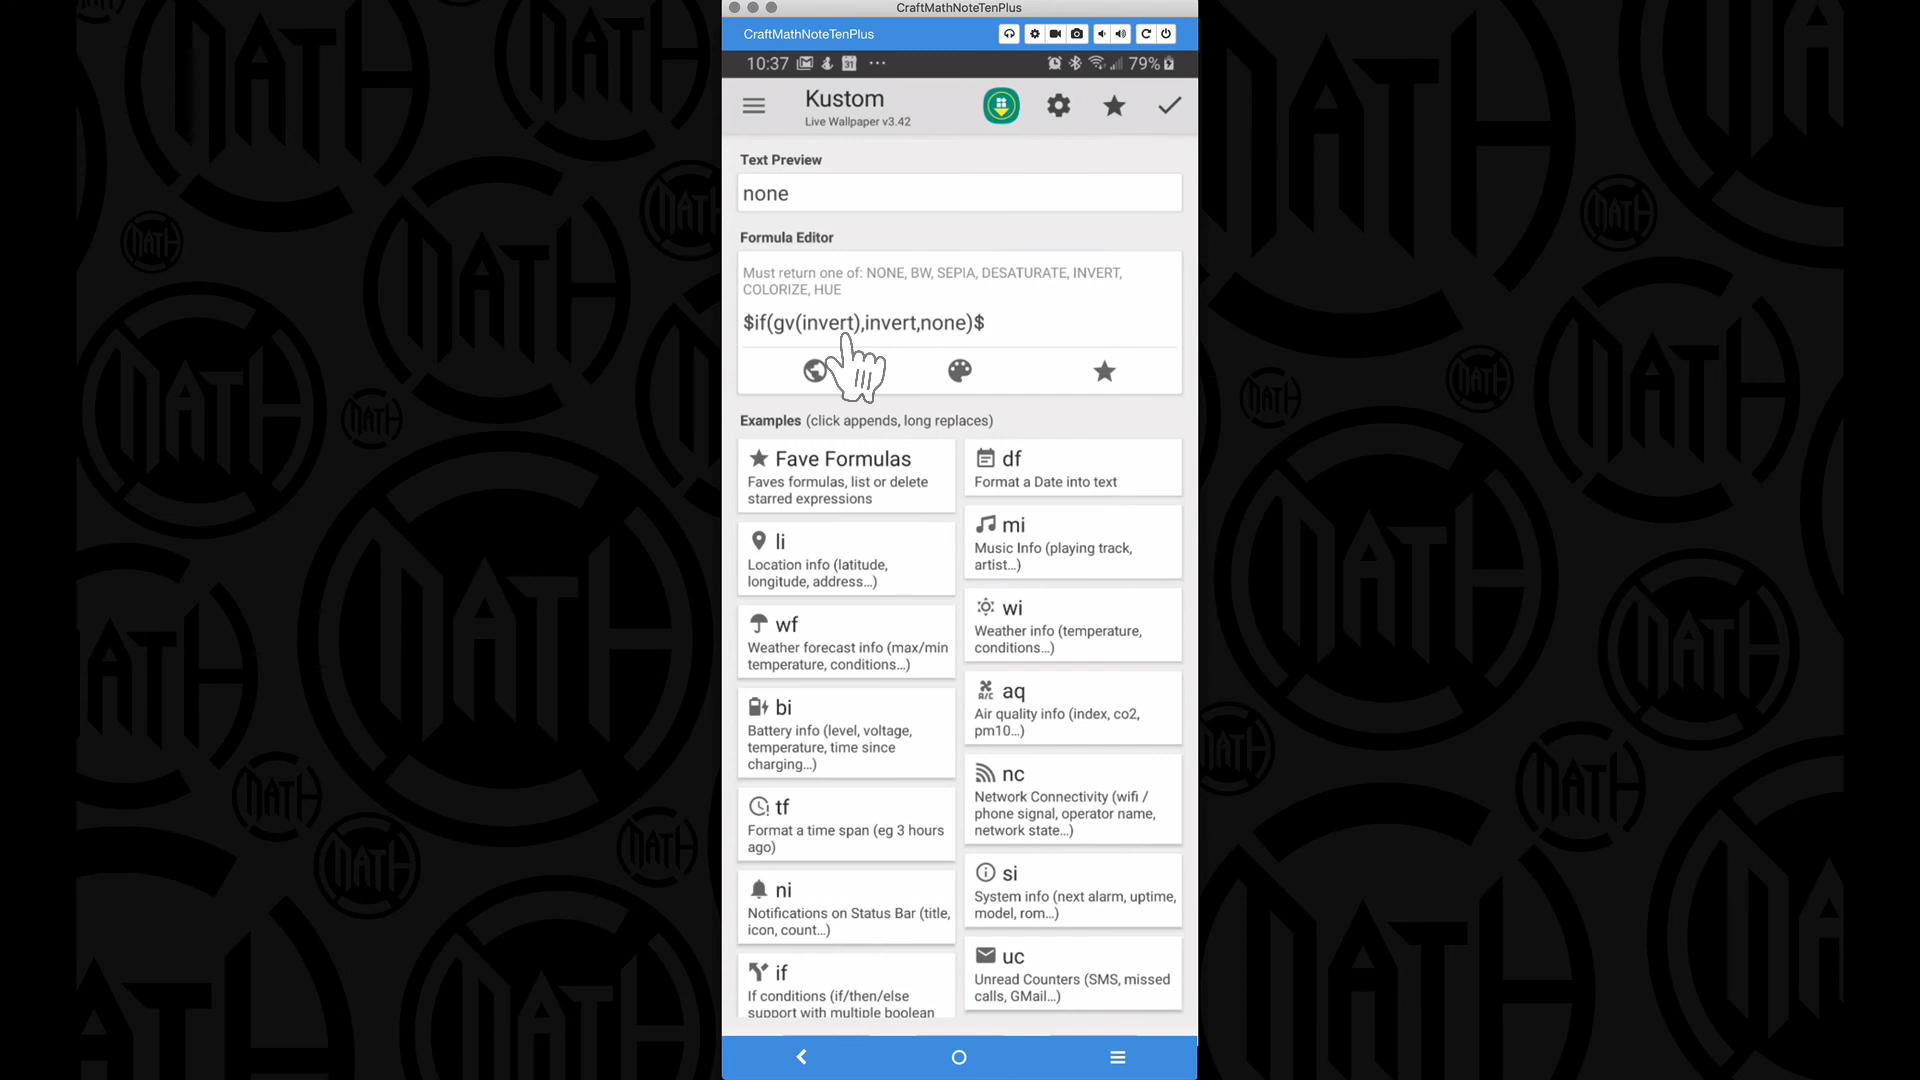 CraftMathNoteTenPlus
CraftMathNoteTenPlus
10:37 31 ... 79%
Kustom
Live Wallpaper v3.42
Text Preview
none
Formula Editor
Must return one of: NONE, BW, SEPIA, DESATURATE, INVERT,
COLORIZE, HUE
$if(gv(invert),invert,none)$
Examples (click appends, long replaces)
Fave Formulas
Faves formulas, list or delete
starred expressions
df
Format a Date into text
li
Location info (latitude,
longitude, address...)
mi
Music Info (playing track,
artist...)
wf
Weather forecast info (max/min
temperature, conditions...)
wi
Weather info (temperature,
conditions...)
bi
Battery info (level, voltage,
temperature, time since
charging...)
aq
A/C
Air quality info (index, co2,
pm10...)
tf
Format a time span (eg 3 hours
ago)
nc
Network Connectivity (wifi /
phone signal, operator name,
network state...)
ni
Notifications on Status Bar (title,
icon, count...)
si
System info (next alarm, uptime,
model, rom...)
if
If conditions (if/then/else
support with multiple boolean
uc
Unread Counters (SMS, missed
calls, GMail...)
MATH